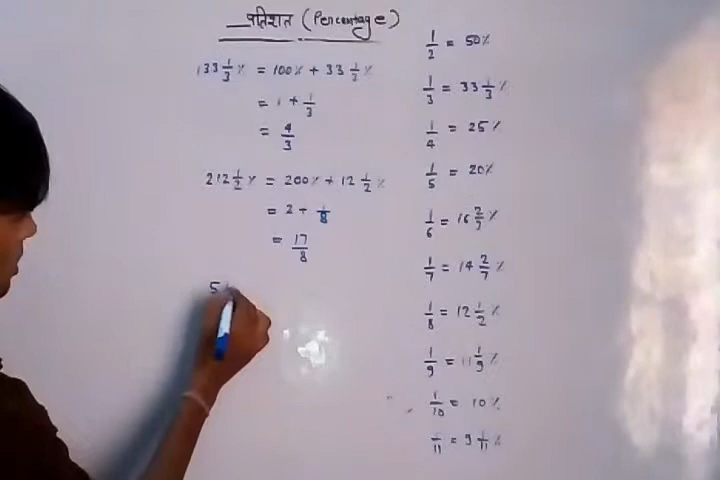 प्रतिशत (Percentage)
133 1/3 % = 100% + 33 1/3 %
= 1 + 1/3
= 4/3
212 1/2 % = 200% + 12 1/2 %
= 2 + 1/8
= 17/8
5
1/2 = 50%
1/3 = 33 1/3 %
1/4 = 25%
1/5 = 20%
1/6 = 16 2/3 %
1/7 = 14 2/7 %
1/8 = 12 1/2 %
1/9 = 11 1/9 %
1/10 = 10%
1/11 = 9 1/11 %